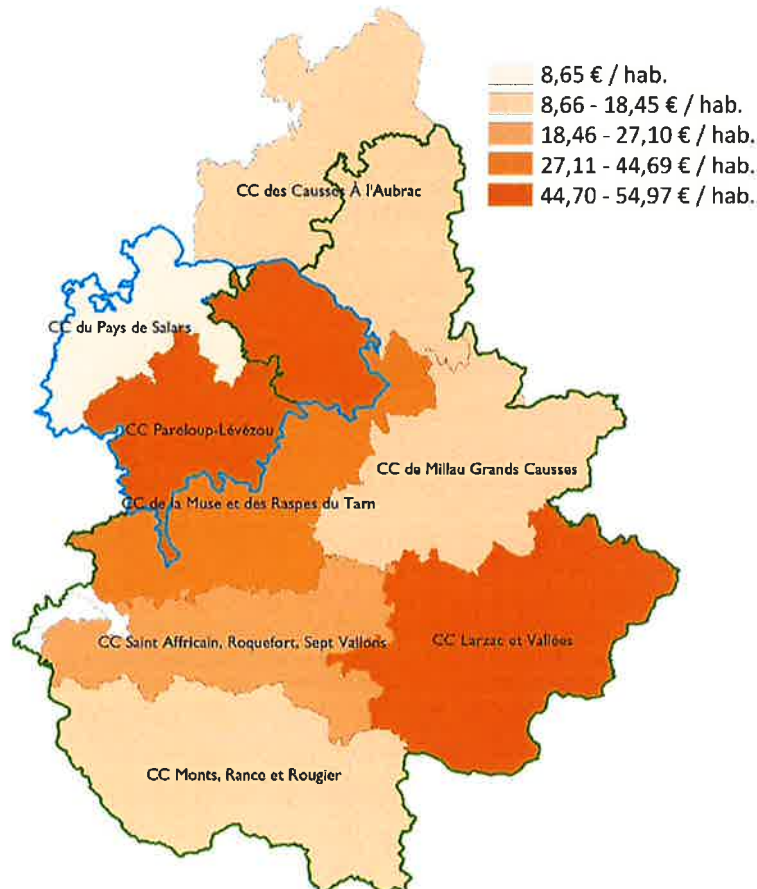 8,65 € / hab.
8,66 - 18,45 € / hab.
18,46 - 27,10 € / hab.
27,11 - 44,69 € / hab.
44,70 - 54,97 € / hab.
CC des Causses À l'Aubrac
CC du Pays de Salars
CC Pareloup-Lévézou
CC de Millau Grands Causses
CC de la Muse et des Raspes du Tarn
CC Saint Affricain, Roquefort, Sept Vallons
CC Larzac et Vallées
CC Monts, Rance et Rougier